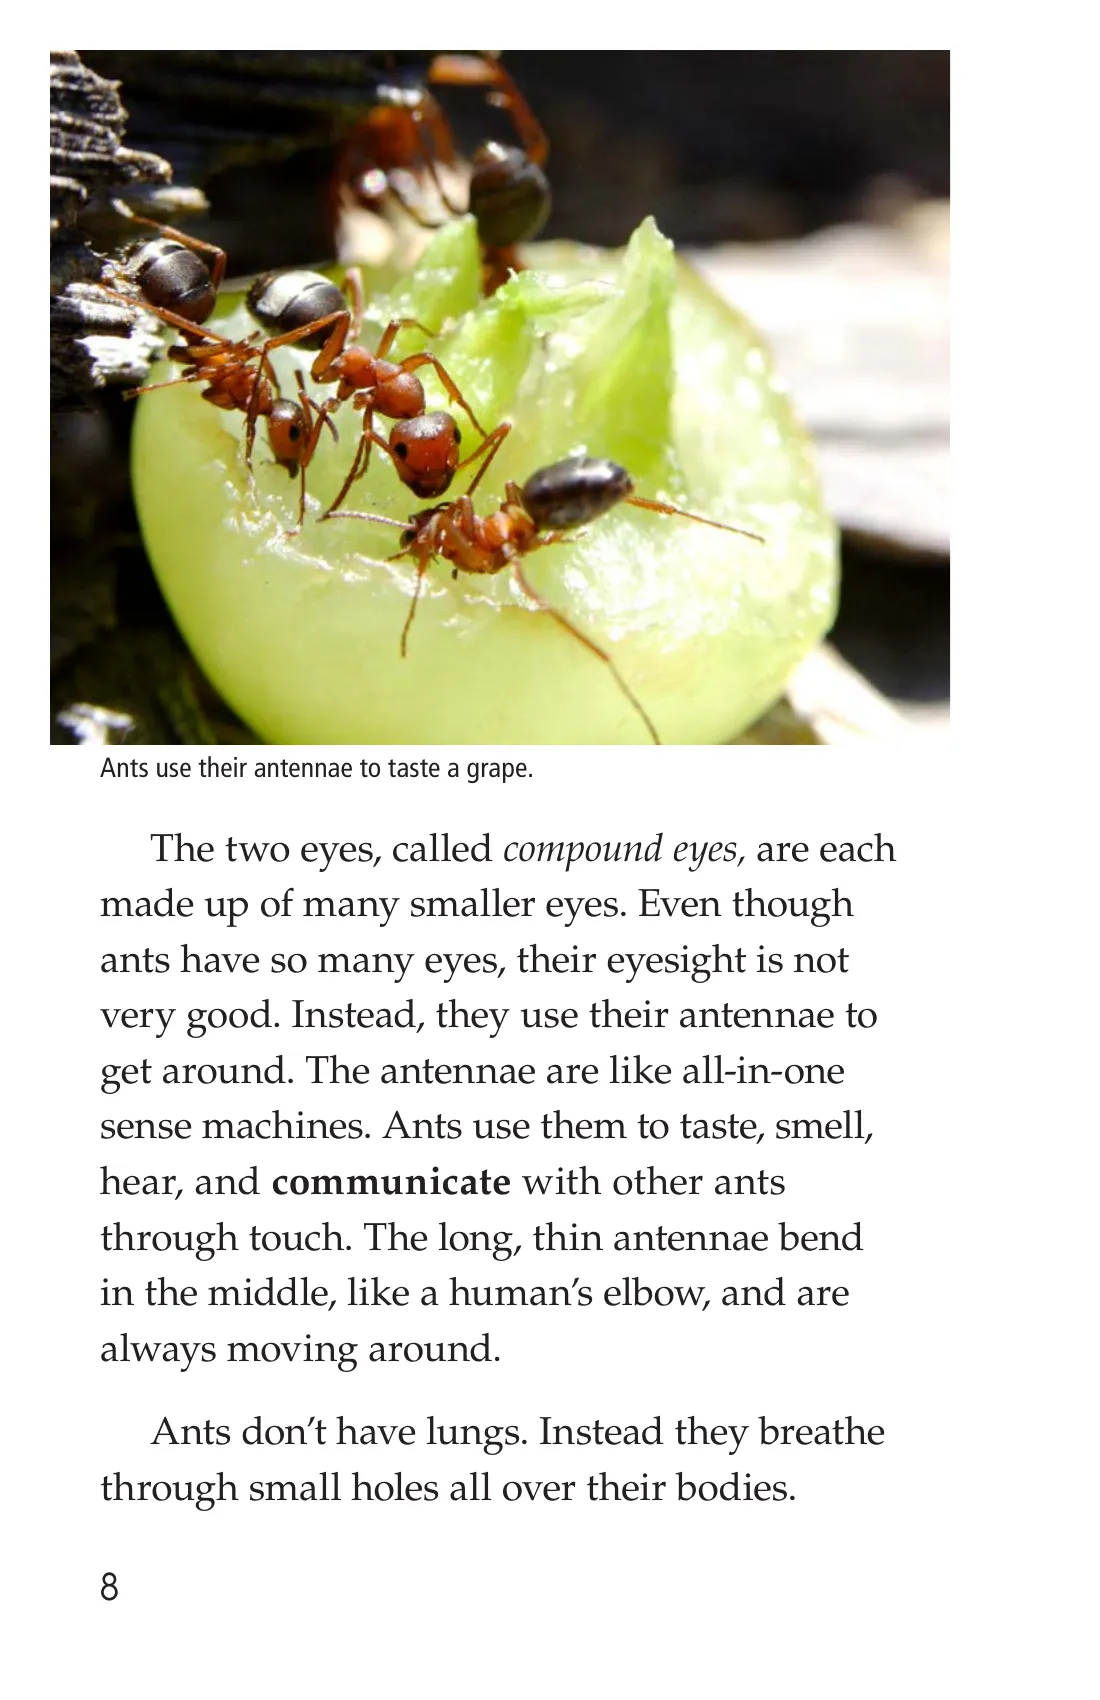 Ants use their antennae to taste a grape.
The two eyes, called compound eyes, are each
made up of many smaller eyes. Even though
ants have so many eyes, their eyesight is not
very good. Instead, they use their antennae to
get around. The antennae are like all-in-one
sense machines. Ants use them to taste, smell,
hear, and communicate with other ants
through touch. The long, thin antennae bend
in the middle, like a human’s elbow, and are
always moving around.
Ants don’t have lungs. Instead they breathe
through small holes all over their bodies.
8